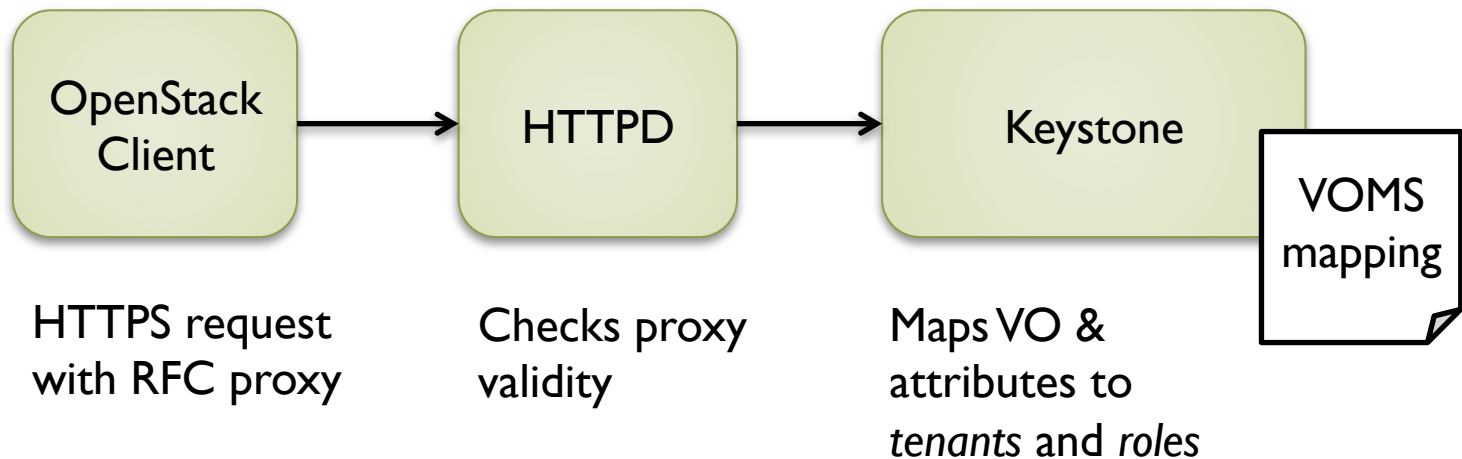 OpenStack
Client
HTTPD
Keystone
VOMS
mapping
HTTPS request
with RFC proxy
Checks proxy
validity
Maps VO &
attributes to
tenants and roles